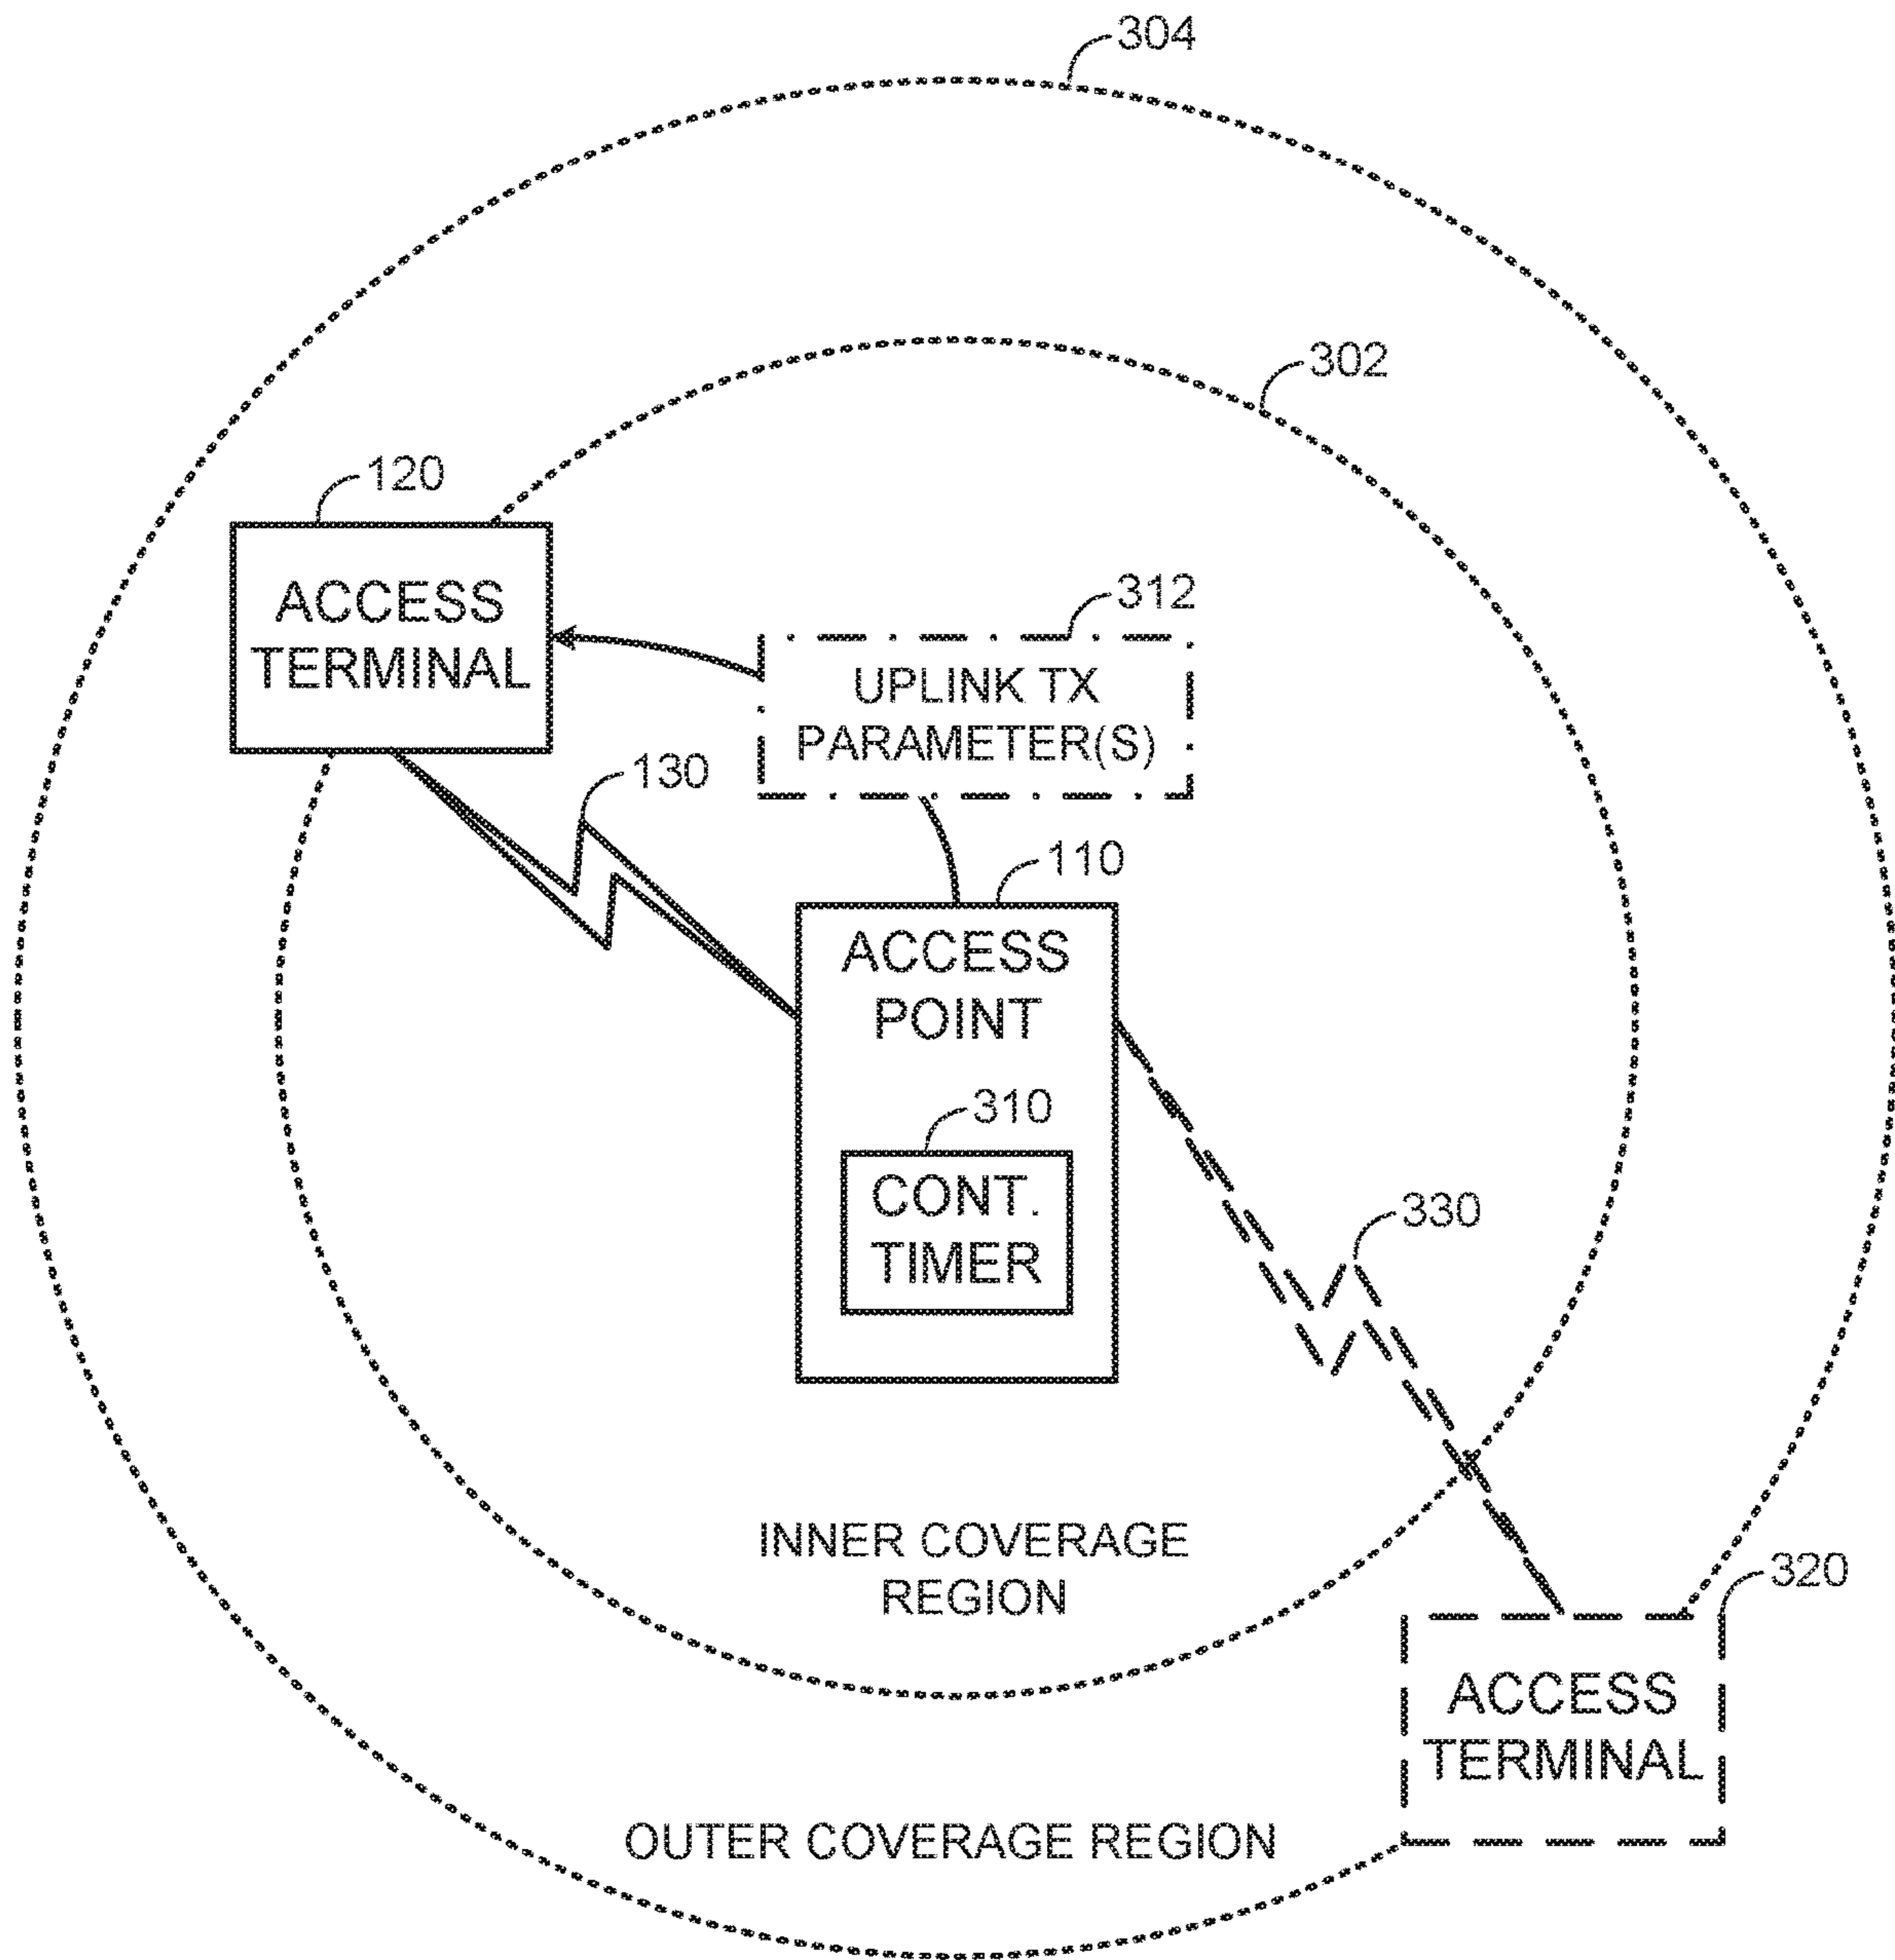 304
302
120
ACCESS
TERMINAL
312
UPLINK TX
PARAMETER(S)
130
110
ACCESS
POINT
310
CONT.
TIMER
330
INNER COVERAGE
REGION
320
ACCESS
TERMINAL
OUTER COVERAGE REGION